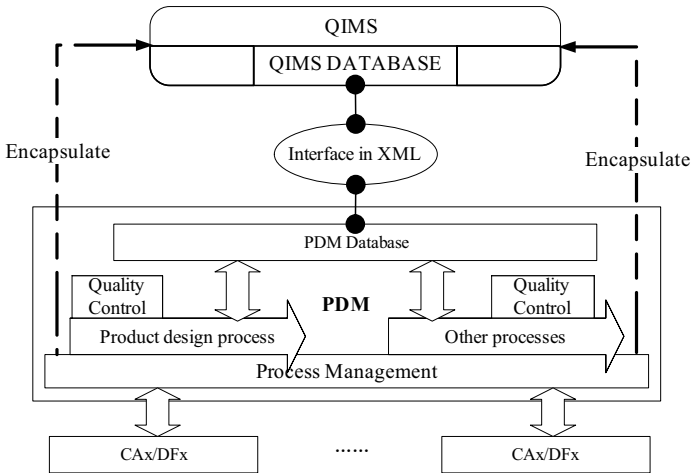 QIMS
QIMS DATABASE
Encapsulate
Interface in XML
Encapsulate
PDM Database
Quality
Control
PDM
Quality
Control
Product design process
Other processes
Process Management
CAx/DFx
......
CAx/DFx